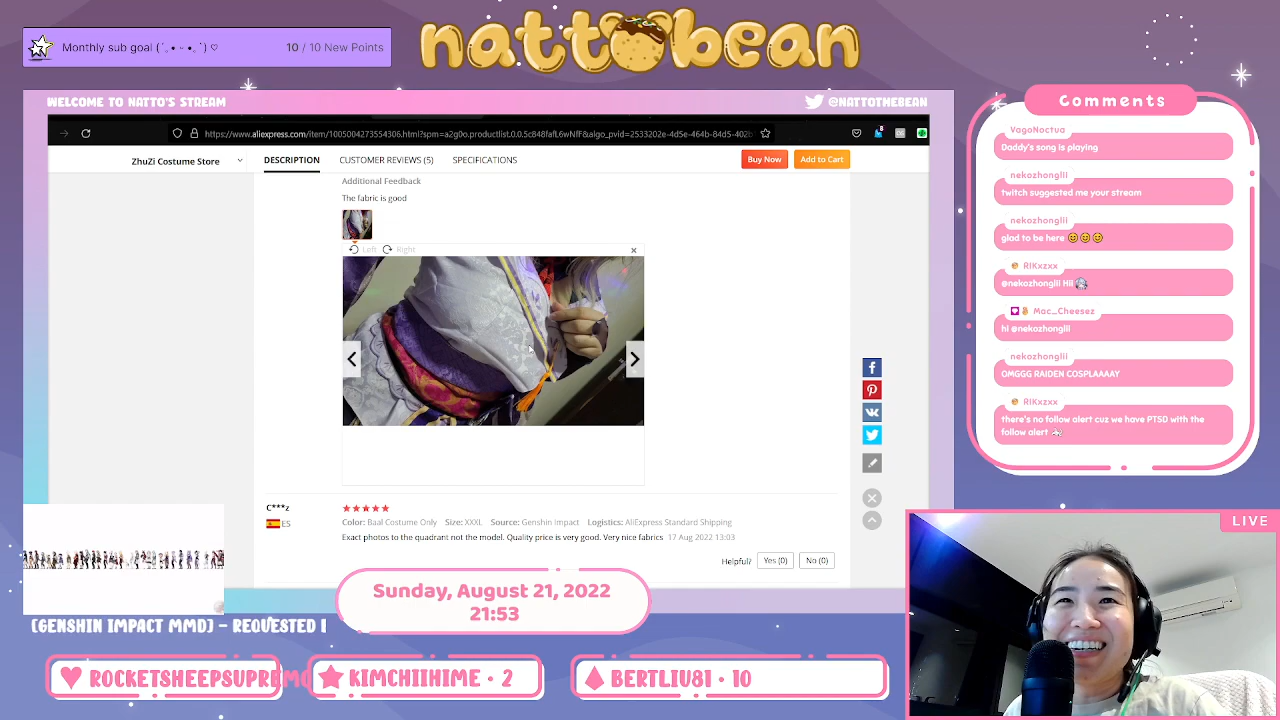 Monthly sub goal (´｡• ᵕ •｡`) ♡
10 / 10 New Points
nattobean
WELCOME TO NATTO'S STREAM
@NATTOTHEBEAN
ZhuZi Costume Store
DESCRIPTION
CUSTOMER REVIEWS (5)
SPECIFICATIONS
Buy Now
Add to Cart
Additional Feedback
The fabric is good
Left
Right
C***z
ES
Color: Baal Costume Only Size: XXXL Source: Genshin Impact Logistics: AliExpress Standard Shipping
Exact photos to the quadrant not the model. Quality price is very good. Very nice fabrics 17 Aug 2022 13:03
Helpful?
Yes (0)
No (0)
Comments
VagoNoctua
Daddy's song is playing
nekozhonglii
twitch suggested me your stream
nekozhonglii
glad to be here 😊😊😊
RIKxzxx
@nekozhonglii Hii
Mac_Cheesez
hi @nekozhonglii
nekozhonglii
OMGGG RAIDEN COSPLAAAAY
RIKxzxx
there's no follow alert cuz we have PTSD with the
follow alert
LIVE
Sunday, August 21, 2022
21:53
[GENSHIN IMPACT MMD] - REQUESTED
ROCKETSHEEPSUPREMO
KIMCHIIHIME · 2
BERTLIU81 · 10